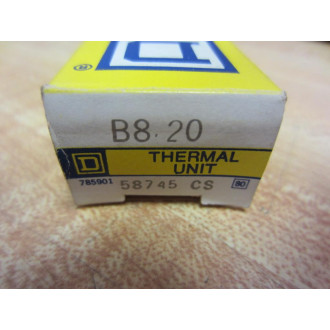 B8.20
THERMAL
UNIT
785901
58745 CS
80